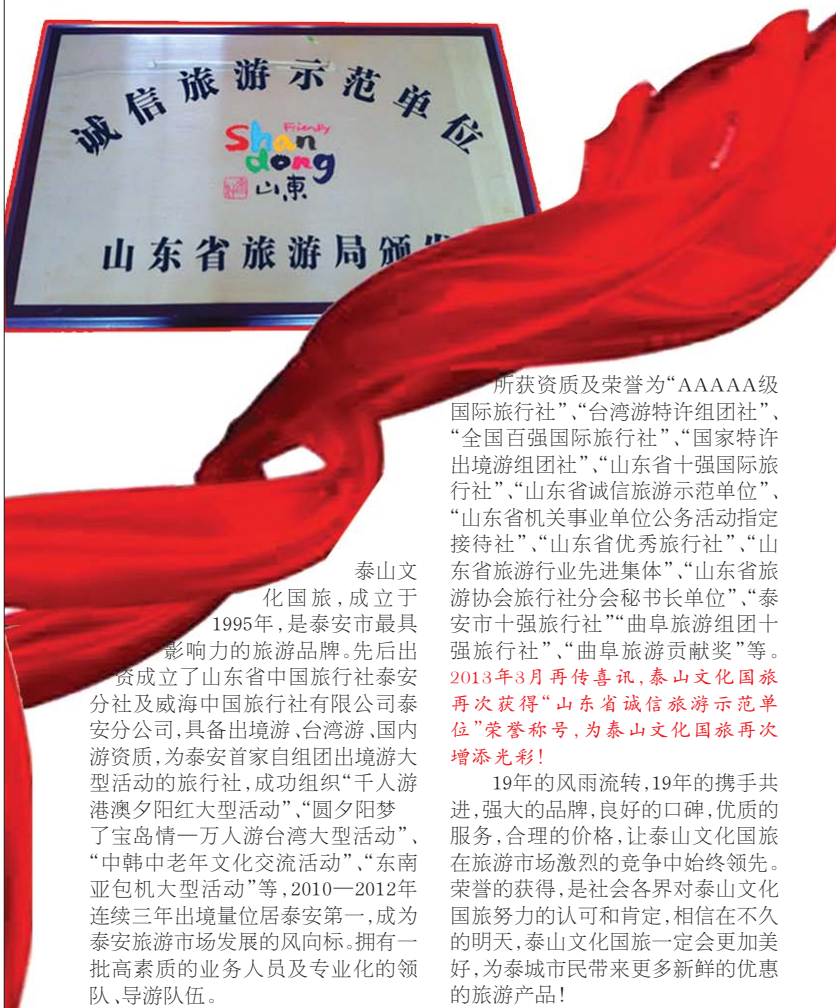 诚信旅游示范单位
Friendly
Shan
dong
山東
山东省旅游局颁发
泰山文
化国旅,成立于
1995年,是泰安市最具
影响力的旅游品牌。先后出
资成立了山东省中国旅行社泰安
分社及威海中国旅行社有限公司泰
安分公司,具备出境游、台湾游、国内
游资质,为泰安首家自组团出境游大
型活动的旅行社,成功组织“千人游
港澳夕阳红大型活动”、“圆夕阳梦
了宝岛情—万人游台湾大型活动”、
“中韩中老年文化交流活动”、“东南
亚包机大型活动”等,2010—2012年
连续三年出境量位居泰安第一,成为
泰安旅游市场发展的风向标。拥有一
批高素质的业务人员及专业化的领
队、导游队伍。
所获资质及荣誉为“AAAAA级
国际旅行社”、“台湾游特许组团社”、
“全国百强国际旅行社”、“国家特许
出境游组团社”、“山东省十强国际旅
行社”、“山东省诚信旅游示范单位”、
“山东省机关事业单位公务活动指定
接待社”、“山东省优秀旅行社”、“山
东省旅游行业先进集体”、“山东省旅
游协会旅行社分会秘书长单位”、“泰
安市十强旅行社”“曲阜旅游组团十
强旅行社”、“曲阜旅游贡献奖”等。
2013年3月再传喜讯,泰山文化国旅
再次获得“山东省诚信旅游示范单
位”荣誉称号,为泰山文化国旅再次
增添光彩!
19年的风雨流转,19年的携手共
进,强大的品牌,良好的口碑,优质的
服务,合理的价格,让泰山文化国旅
在旅游市场激烈的竞争中始终领先。
荣誉的获得,是社会各界对泰山文化
国旅努力的认可和肯定,相信在不久
的明天,泰山文化国旅一定会更加美
好,为泰城市民带来更多新鲜的优惠
的旅游产品!